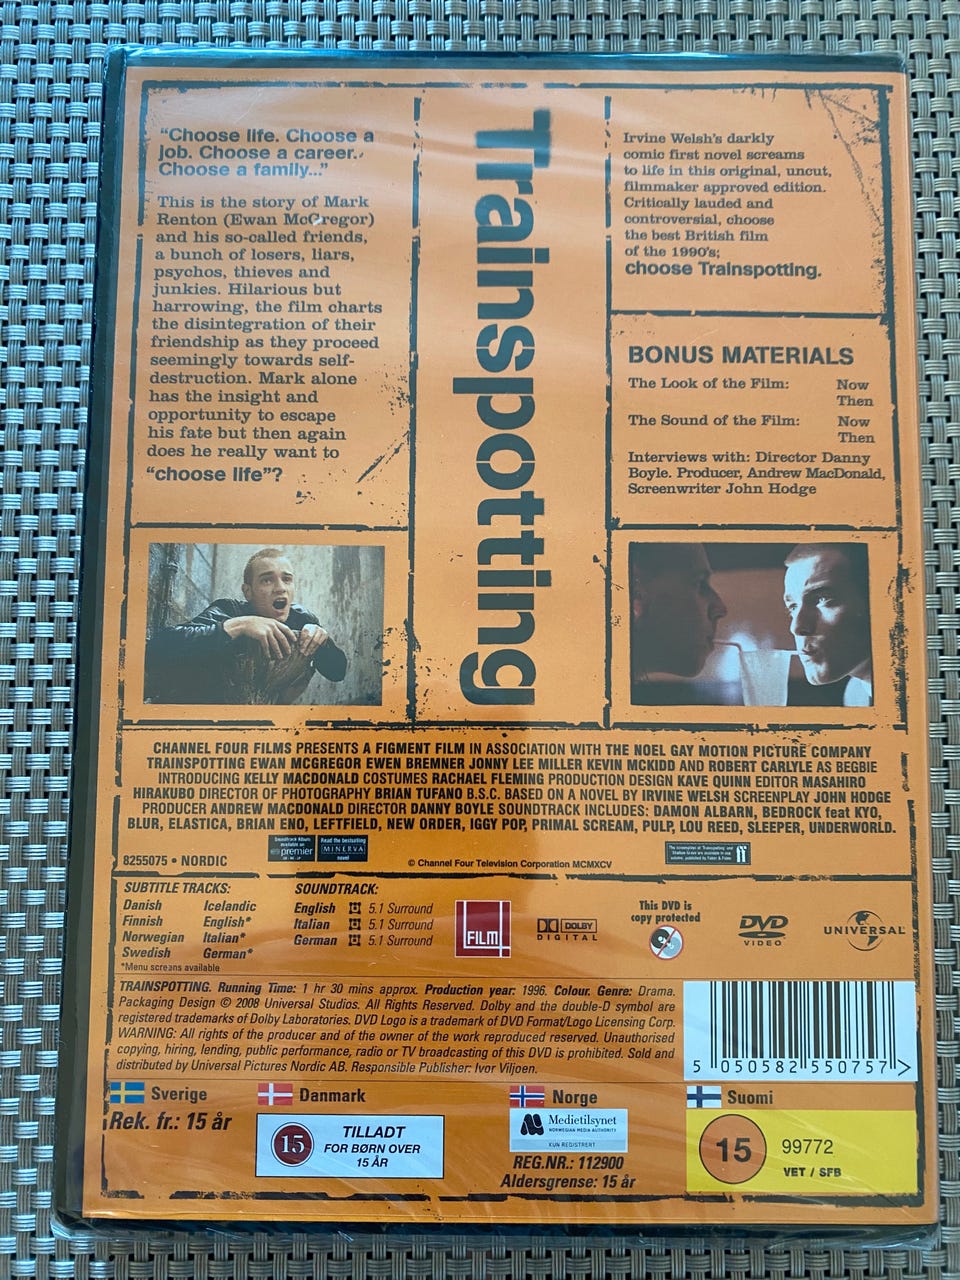 "Choose life. Choose a
job. Choose a career.
Choose a family..."
This is the story of Mark
Renton (Ewan McGregor)
and his so-called friends,
a bunch of losers, liars,
psychos, thieves and
junkies. Hilarious but
harrowing, the film charts
the disintegration of their
friendship as they proceed
seemingly towards self-
destruction. Mark alone
has the insight and
opportunity to escape
his fate but then again
does he really want to
"choose life"?
Trainspotting
Irvine Welsh's darkly
comic first novel screams
to life in this original, uncut,
filmmaker approved edition.
Critically lauded and
controversial, choose
the best British film
of the 1990's;
choose Trainspotting.
BONUS MATERIALS
The Look of the Film: Now
Then
The Sound of the Film: Now
Then
Interviews with: Director Danny
Boyle. Producer, Andrew MacDonald,
Screenwriter John Hodge
CHANNEL FOUR FILMS PRESENTS A FIGMENT FILM IN ASSOCIATION WITH THE NOEL GAY MOTION PICTURE COMPANY
TRAINSPOTTING EWAN MCGREGOR EWEN BREMNER JONNY LEE MILLER KEVIN MCKIDD AND ROBERT CARLYLE AS BEGBIE
INTRODUCING KELLY MACDONALD COSTUMES RACHAEL FLEMING PRODUCTION DESIGN KAVE QUINN EDITOR MASAHIRO
HIRAKUBO DIRECTOR OF PHOTOGRAPHY BRIAN TUFANO B.S.C. BASED ON A NOVEL BY IRVINE WELSH SCREENPLAY JOHN HODGE
PRODUCER ANDREW MACDONALD DIRECTOR DANNY BOYLE SOUNDTRACK INCLUDES: DAMON ALBARN, BEDROCK feat KYO,
BLUR, ELASTICA, BRIAN ENO, LEFTFIELD, NEW ORDER, IGGY POP, PRIMAL SCREAM, PULP, LOU REED, SLEEPER, UNDERWORLD.
Soundtrack Album
available on
premier
Read the bestselling
MINERVA
novel
8255075 • NORDIC
© Channel Four Television Corporation MCMXCV
ff
SUBTITLE TRACKS:
Danish Icelandic
Finnish English*
Norwegian Italian*
Swedish German*
*Menu screens available
SOUNDTRACK:
English 5.1 Surround
Italian 5.1 Surround
German 5.1 Surround
FILM
DOLBY
DIGITAL
This DVD is
copy protected
DVD
VIDEO
UNIVERSAL
TRAINSPOTTING. Running Time: 1 hr 30 mins approx. Production year: 1996. Colour. Genre: Drama.
Packaging Design © 2008 Universal Studios. All Rights Reserved. Dolby and the double-D symbol are
registered trademarks of Dolby Laboratories. DVD Logo is a trademark of DVD Format/Logo Licensing Corp.
WARNING: All rights of the producer and of the owner of the work reproduced reserved. Unauthorised
copying, hiring, lending, public performance, radio or TV broadcasting of this DVD is prohibited. Sold and
distributed by Universal Pictures Nordic AB. Responsible Publisher: Ivor Viljoen.
5 050582 550757 >
Sverige
Rek. fr.: 15 år
Danmark
15
TILLADT
FOR BØRN OVER
15 ÅR
Norge
Medietilsynet
NORWEGIAN MEDIA AUTHORITY
KUN REGISTRERT
REG.NR.: 112900
Aldersgrense: 15 år
Suomi
15
99772
VET / SFB